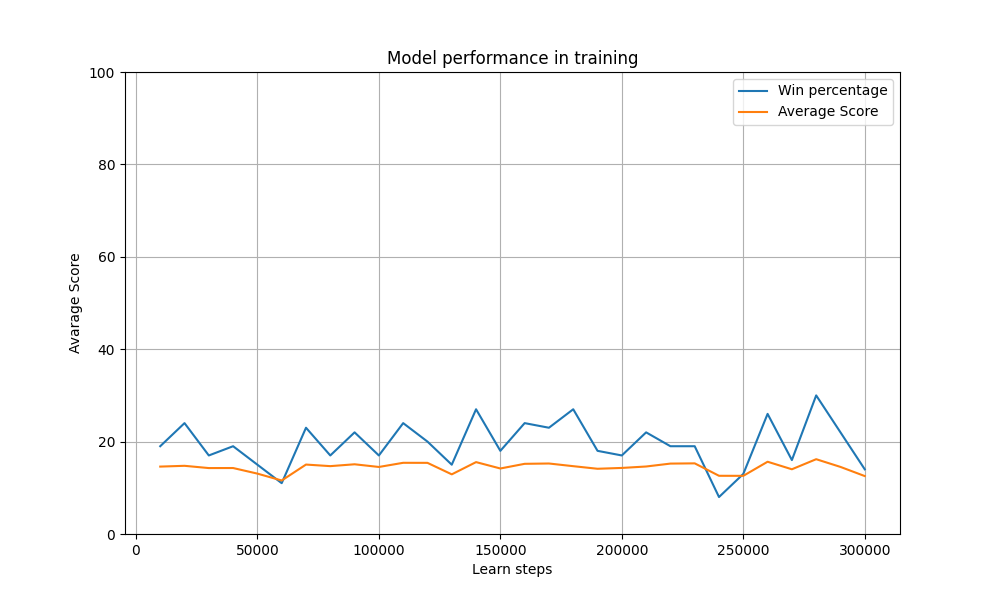 Model performance in training
100
80
60
40
20
0
Avarage Score
Win percentage
Average Score
0
50000
100000
150000
200000
250000
300000
Learn steps